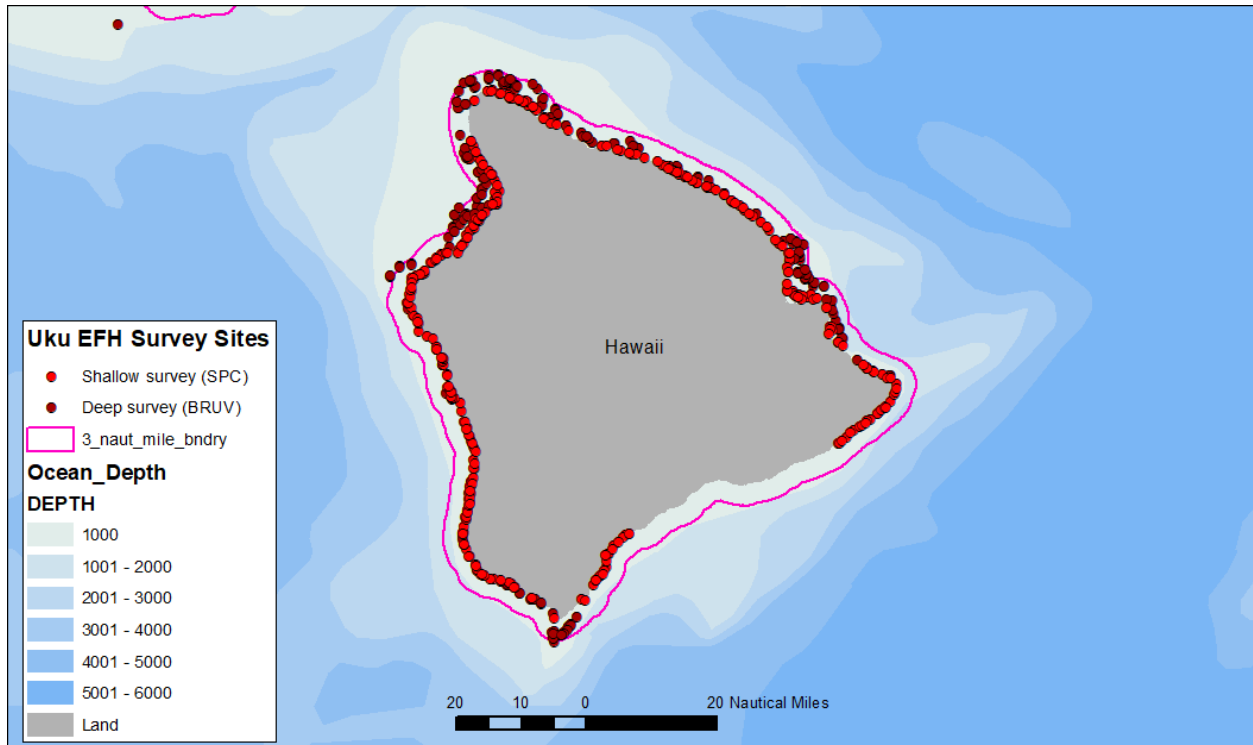 Hawaii
Uku EFH Survey Sites
Shallow survey (SPC)
Deep survey (BRUV)
3_naut_mile_bndry
Ocean_Depth
DEPTH
1000
1001 - 2000
2001 - 3000
3001 - 4000
4001 - 5000
5001 - 6000
Land
20 10 0 20 Nautical Miles